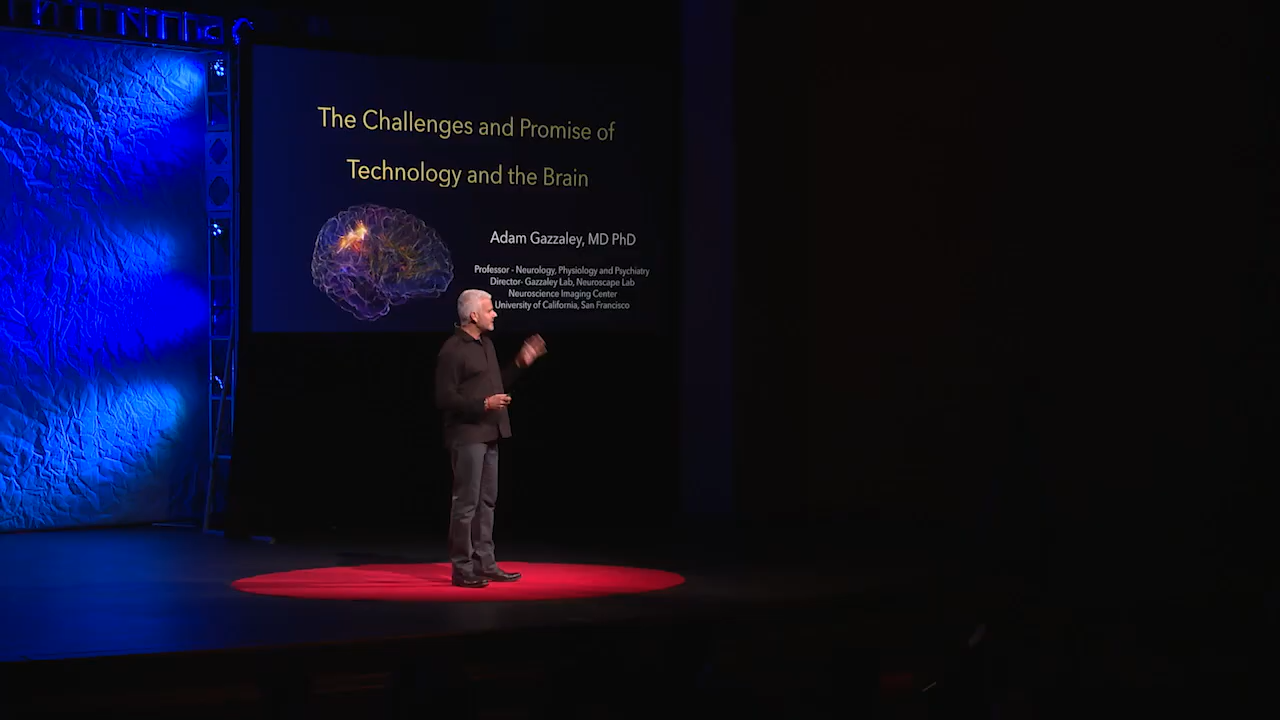 The Challenges and Promise of
Technology and the Brain
Adam Gazzaley, MD PhD
Professor - Neurology, Physiology and Psychiatry
Director- Gazzaley Lab, Neuroscape Lab
Neuroscience Imaging Center
University of California, San Francisco